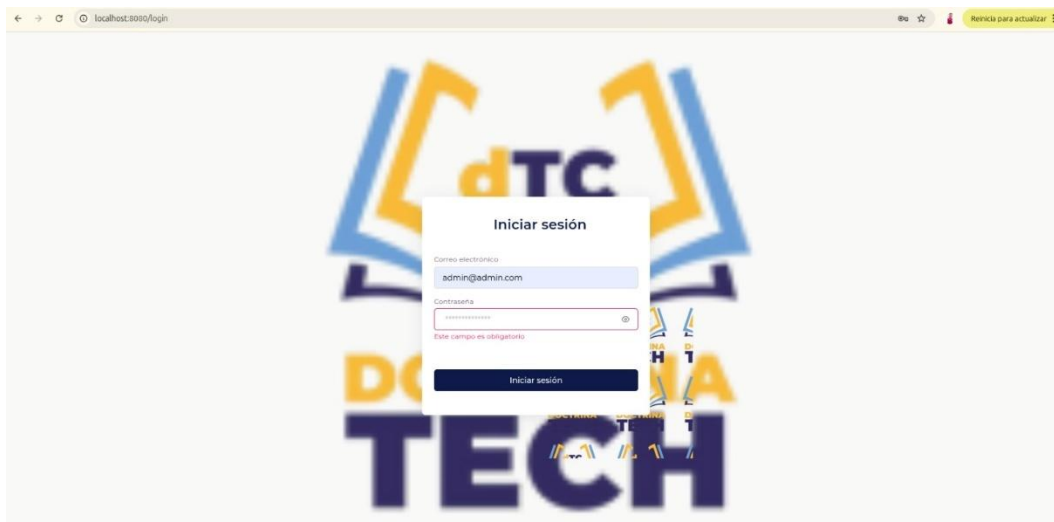 localhost:8080/login
Reinicia para actualizar
dTC
Iniciar sesión
Correo electrónico
admin@admin.com
Contraseña
Este campo es obligatorio
Iniciar sesión
TECH